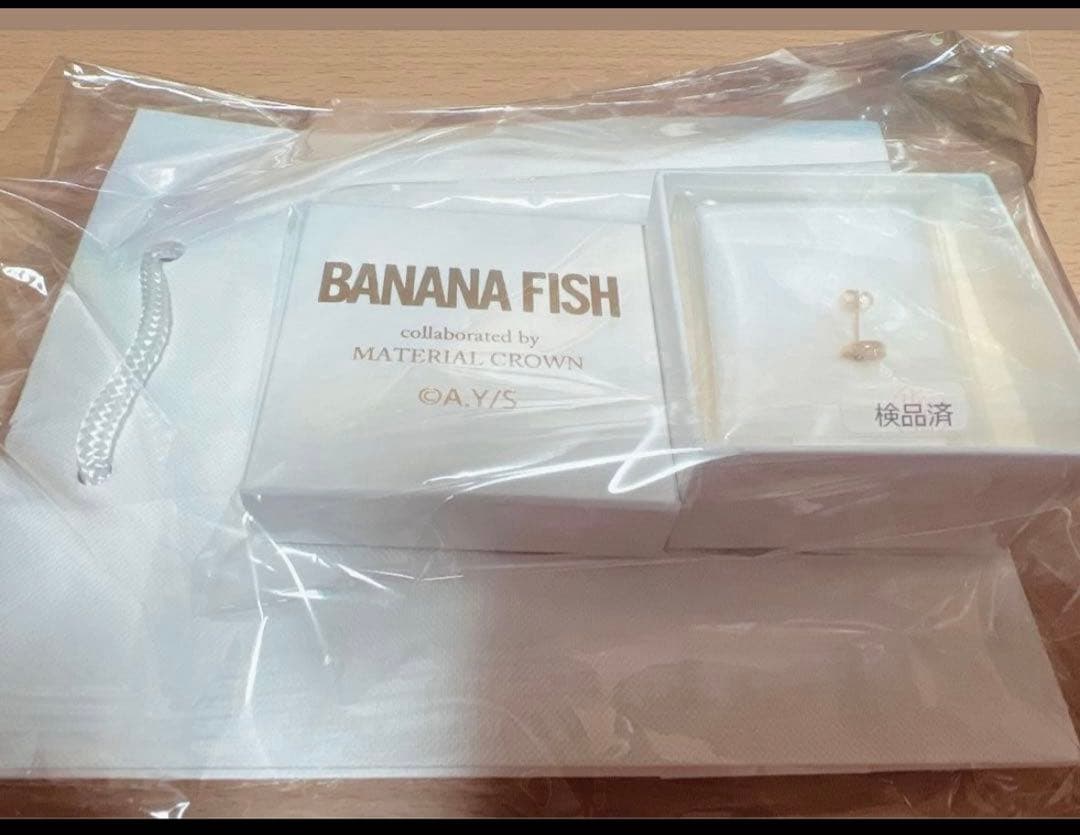 BANANA FISH
collaborated by
MATERIAL CROWN
©A.Y/S
検品済